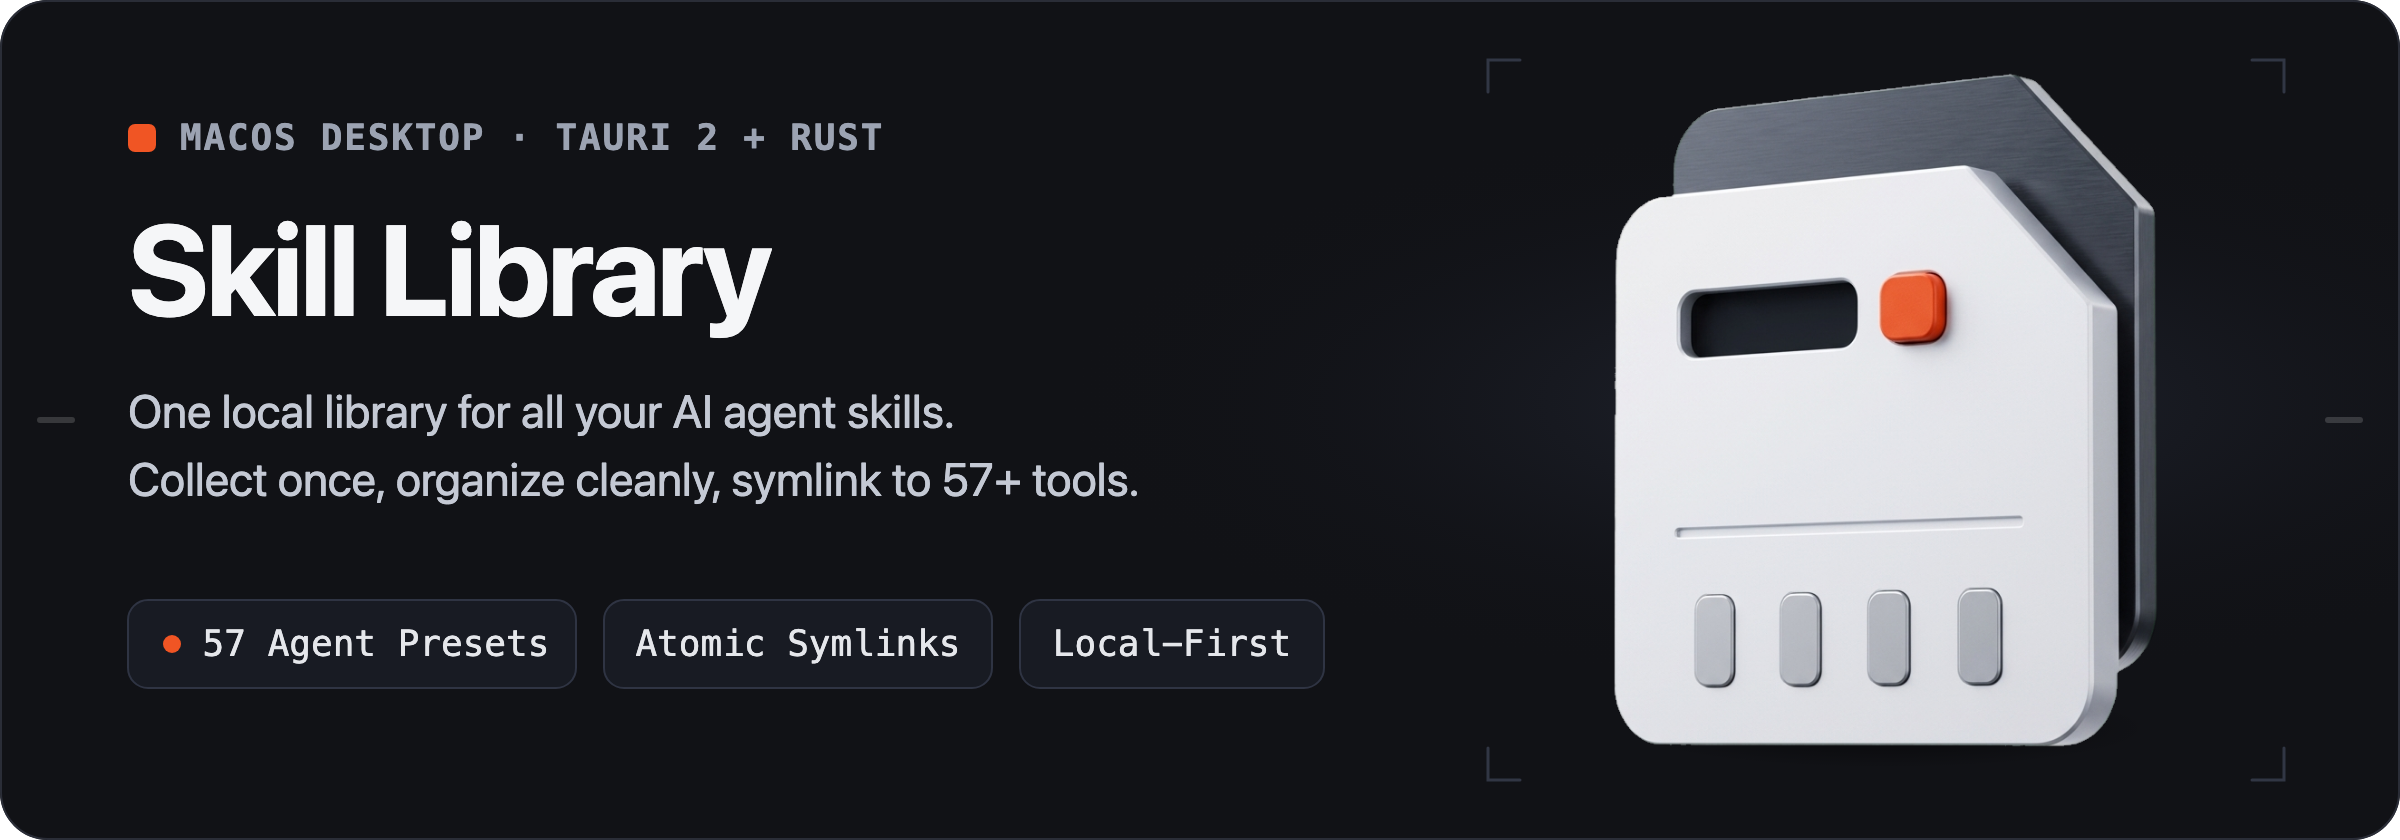 MACOS DESKTOP · TAURI 2 + RUST
Skill Library
One local library for all your AI agent skills.
Collect once, organize cleanly, symlink to 57+ tools.
57 Agent Presets
Atomic Symlinks
Local–First